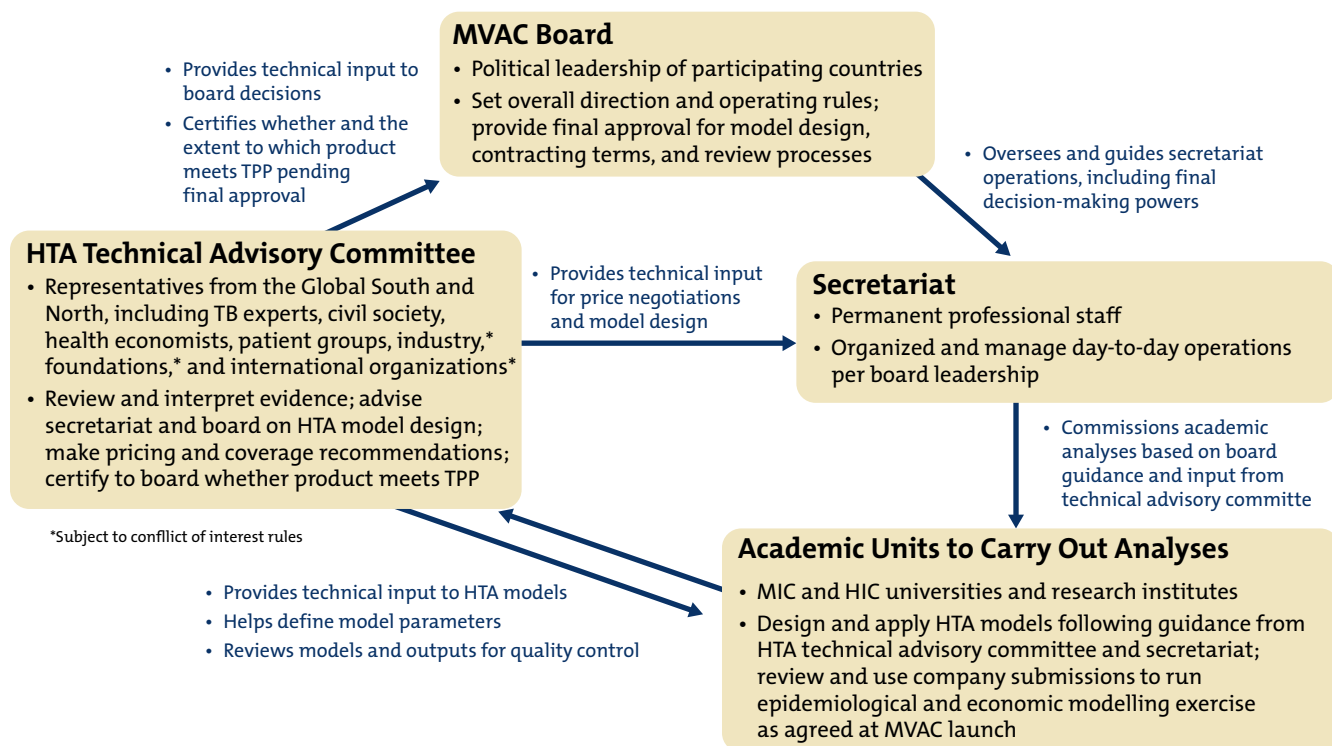 MVAC Board
• Political leadership of participating countries
• Set overall direction and operating rules;
provide final approval for model design,
contracting terms, and review processes
• Provides technical input to
board decisions
• Certifies whether and the
extent to which product
meets TPP pending
final approval
• Oversees and guides secretariat
operations, including final
decision-making powers
HTA Technical Advisory Committee
• Representatives from the Global South and
North, including TB experts, civil society,
health economists, patient groups, industry,*
foundations,* and international organizations*
• Review and interpret evidence; advise
secretariat and board on HTA model design;
make pricing and coverage recommendations;
certify to board whether product meets TPP
• Provides technical input
for price negotiations
and model design
Secretariat
• Permanent professional staff
• Organized and manage day-to-day operations
per board leadership
*Subject to confllict of interest rules
• Commissions academic
analyses based on board
guidance and input from
technical advisory committe
• Provides technical input to HTA models
• Helps define model parameters
• Reviews models and outputs for quality control
Academic Units to Carry Out Analyses
• MIC and HIC universities and research institutes
• Design and apply HTA models following guidance from
HTA technical advisory committee and secretariat;
review and use company submissions to run
epidemiological and economic modelling exercise
as agreed at MVAC launch